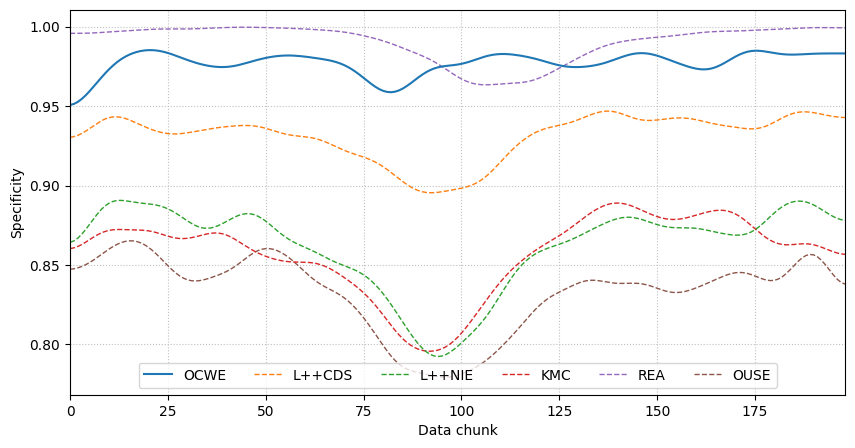 1.00
0.95
0.90
0.85
0.80
Specificity
OCWE L++CDS L++NIE KMC REA OUSE
0 25 50 75 100 125 150 175
Data chunk